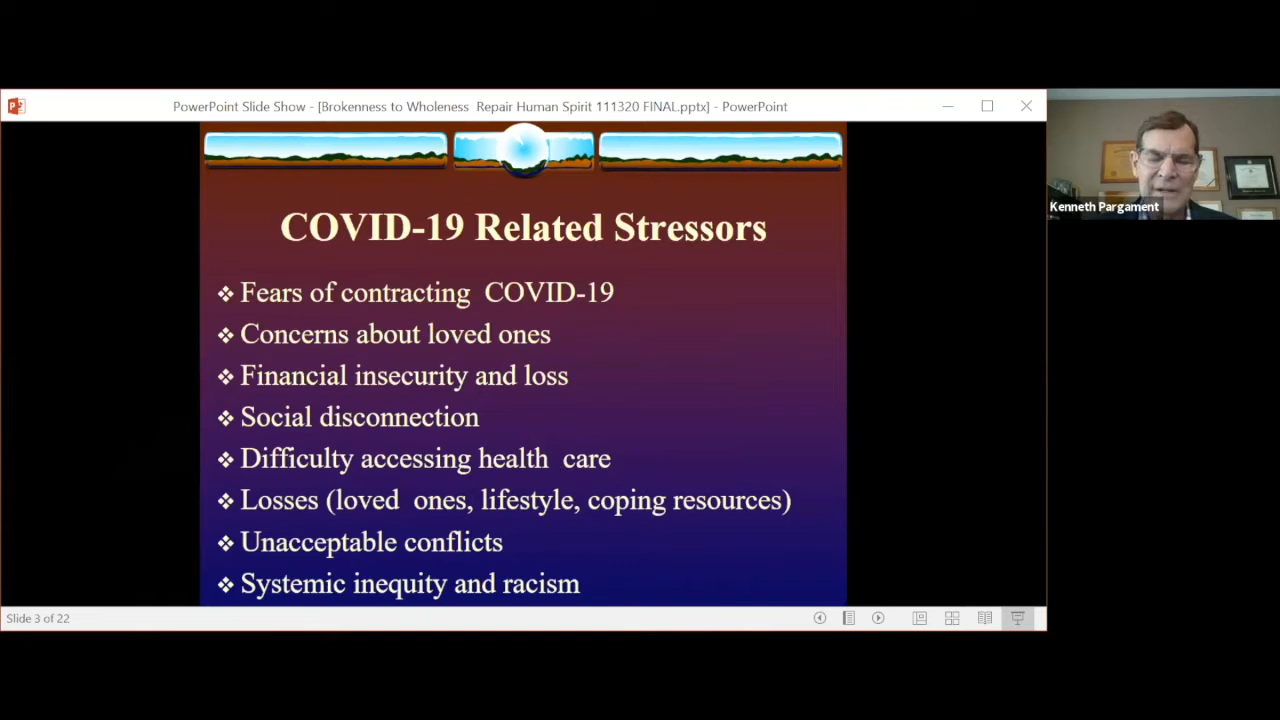 PowerPoint Slide Show - [Brokenness to Wholeness Repair Human Spirit 111320 FINAL.pptx] - PowerPoint
Kenneth Pargament
COVID-19 Related Stressors
❖ Fears of contracting COVID-19
❖ Concerns about loved ones
❖ Financial insecurity and loss
❖ Social disconnection
❖ Difficulty accessing health care
❖ Losses (loved ones, lifestyle, coping resources)
❖ Unacceptable conflicts
❖ Systemic inequity and racism
Slide 3 of 22